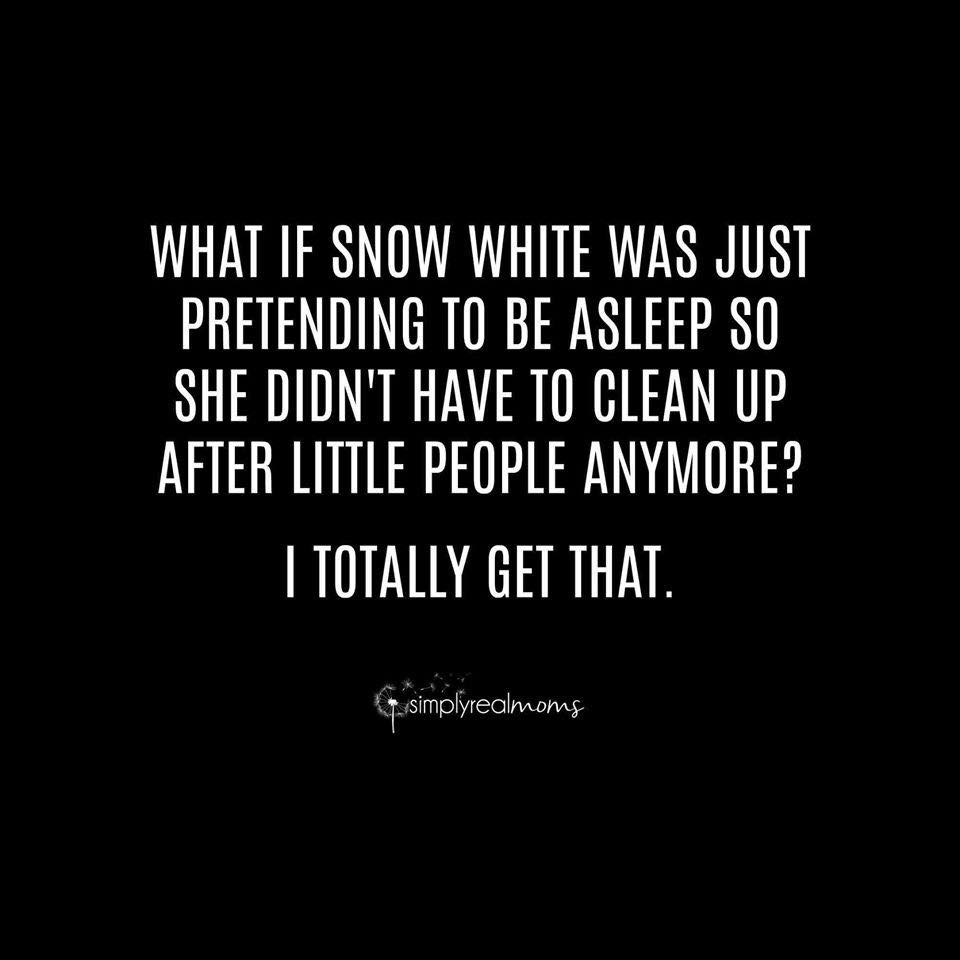 WHAT IF SNOW WHITE WAS JUST
PRETENDING TO BE ASLEEP SO
SHE DIDN'T HAVE TO CLEAN UP
AFTER LITTLE PEOPLE ANYMORE?
I TOTALLY GET THAT.
simplyrealmoms